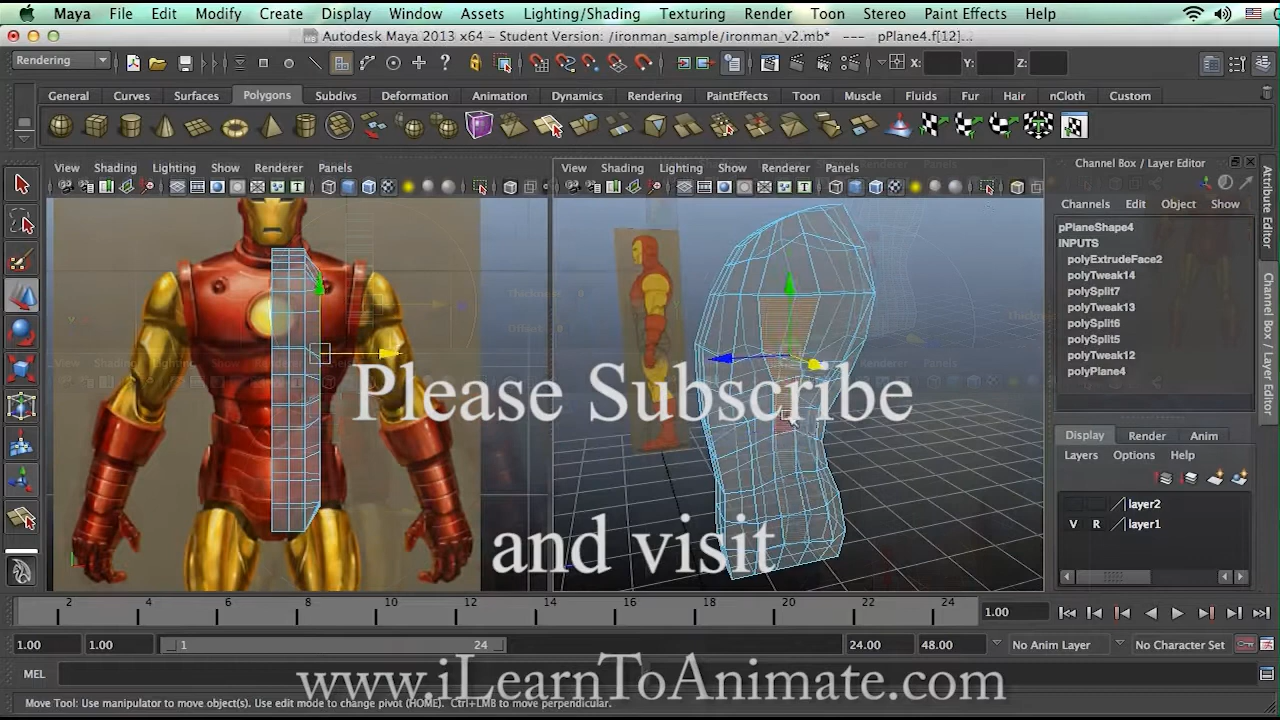 Maya File Edit Modify Create Display Window Assets Lighting/Shading Texturing Render Toon Stereo Paint Effects Help
Autodesk Maya 2013 x64 - Student Version: /ironman_sample/ironman_v2.mb* --- pPlane4.f[12]...
Rendering X: Y: Z:
General Curves Surfaces Polygons Subdivs Deformation Animation Dynamics Rendering PaintEffects Toon Muscle Fluids Fur Hair nCloth Custom
View Shading Lighting Show Renderer Panels
View Shading Lighting Show Renderer Panels
Channel Box / Layer Editor
Channels Edit Object Show
pPlaneShape4
INPUTS
polyExtrudeFace2
polyTweak14
polySplit7
polyTweak13
polySplit6
polySplit5
polyTweak12
polyPlane4
Attribute Editor
Channel Box / Layer Editor
Please Subscribe
and visit
Display Render Anim
Layers Options Help
layer2
V R layer1
2 4 6 8 10 12 14 16 18 20 22 24 1.00
1.00 1.00 1 24 24.00 48.00 No Anim Layer No Character Set
MEL
www.iLearnToAnimate.com
Move Tool: Use manipulator to move object(s). Use edit mode to change pivot (HOME). Ctrl+LMB to move perpendicular.